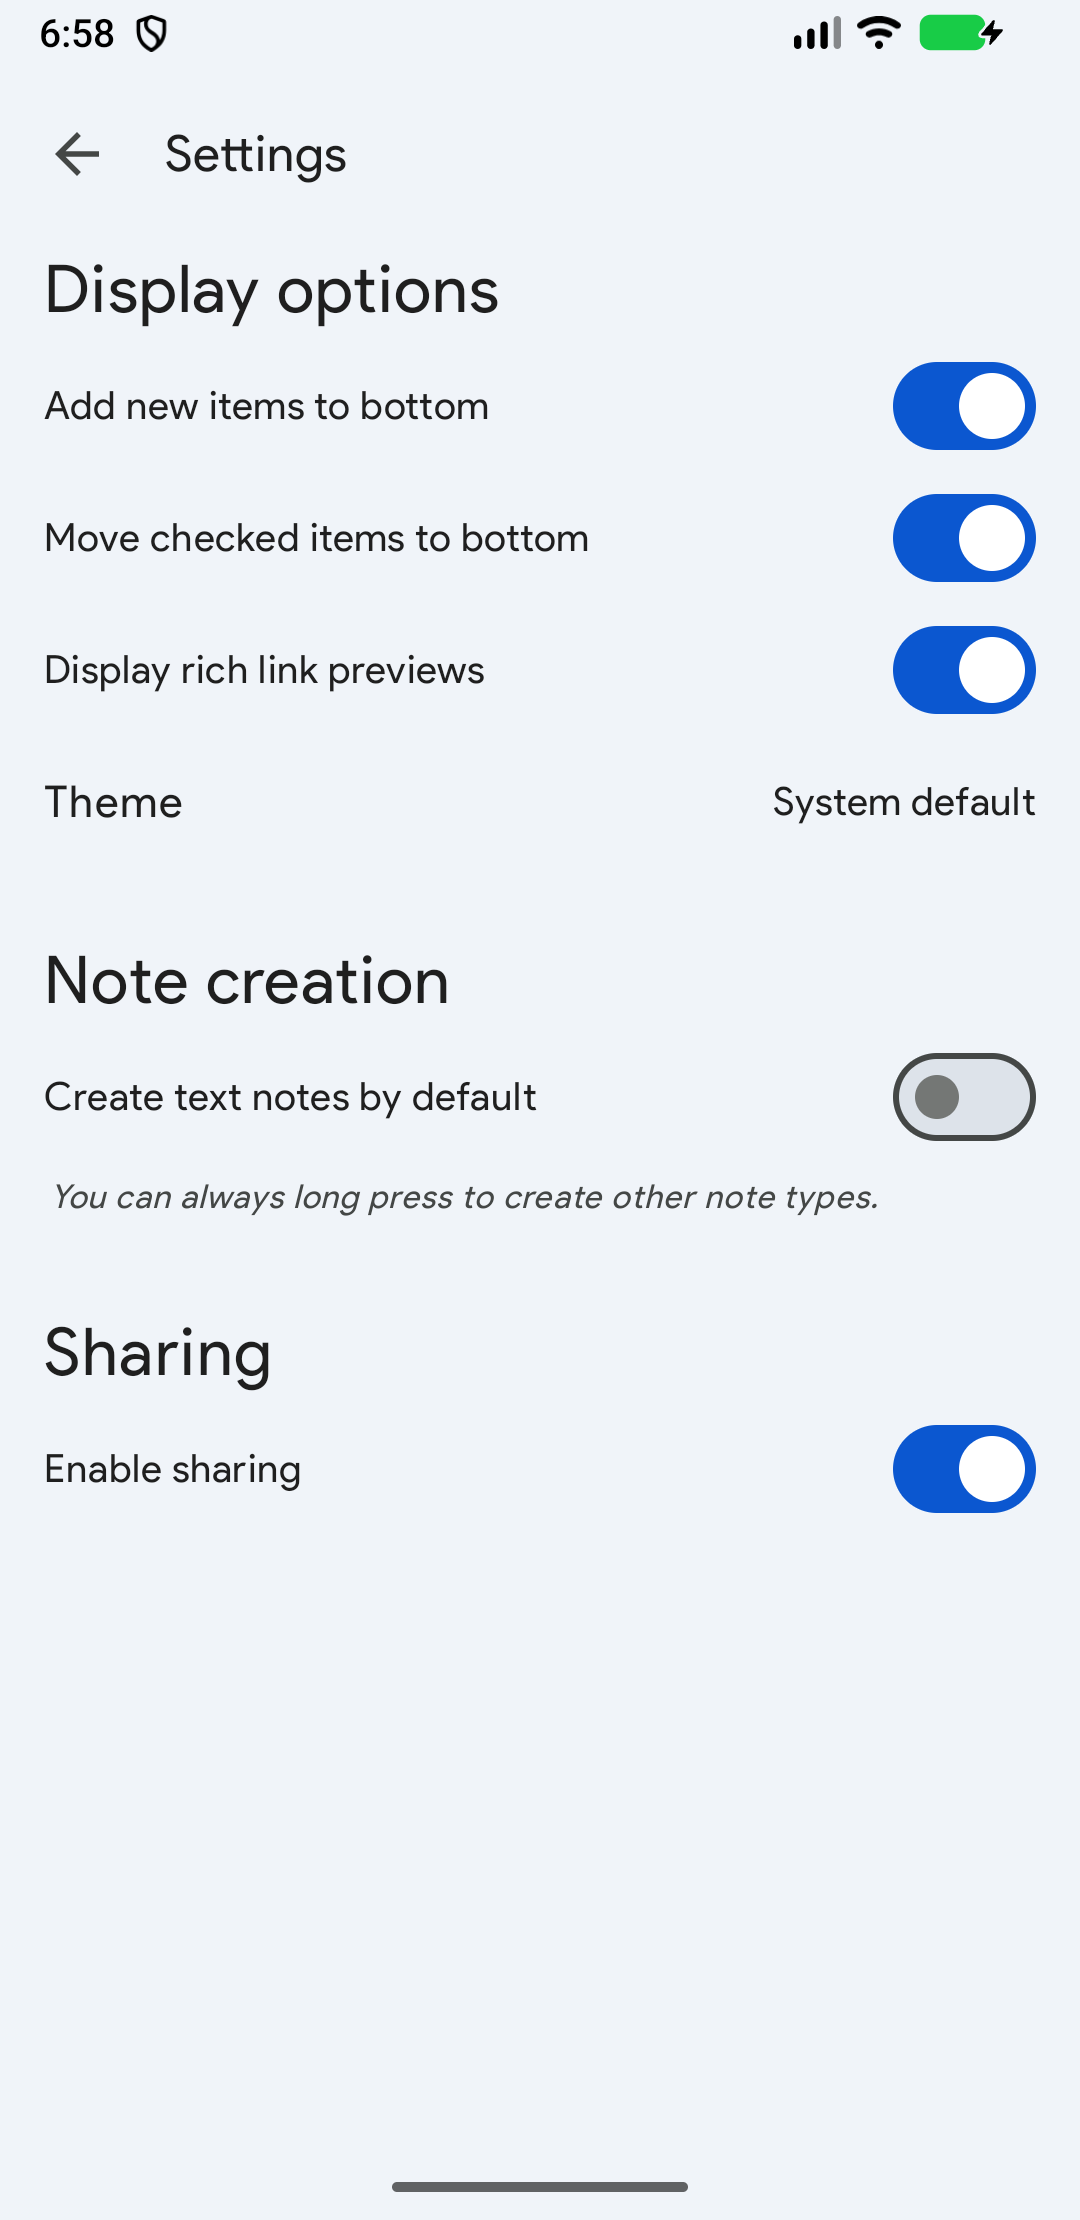 6:58
Settings
Display options
Add new items to bottom
Move checked items to bottom
Display rich link previews
Theme
System default
Note creation
Create text notes by default
You can always long press to create other note types.
Sharing
Enable sharing